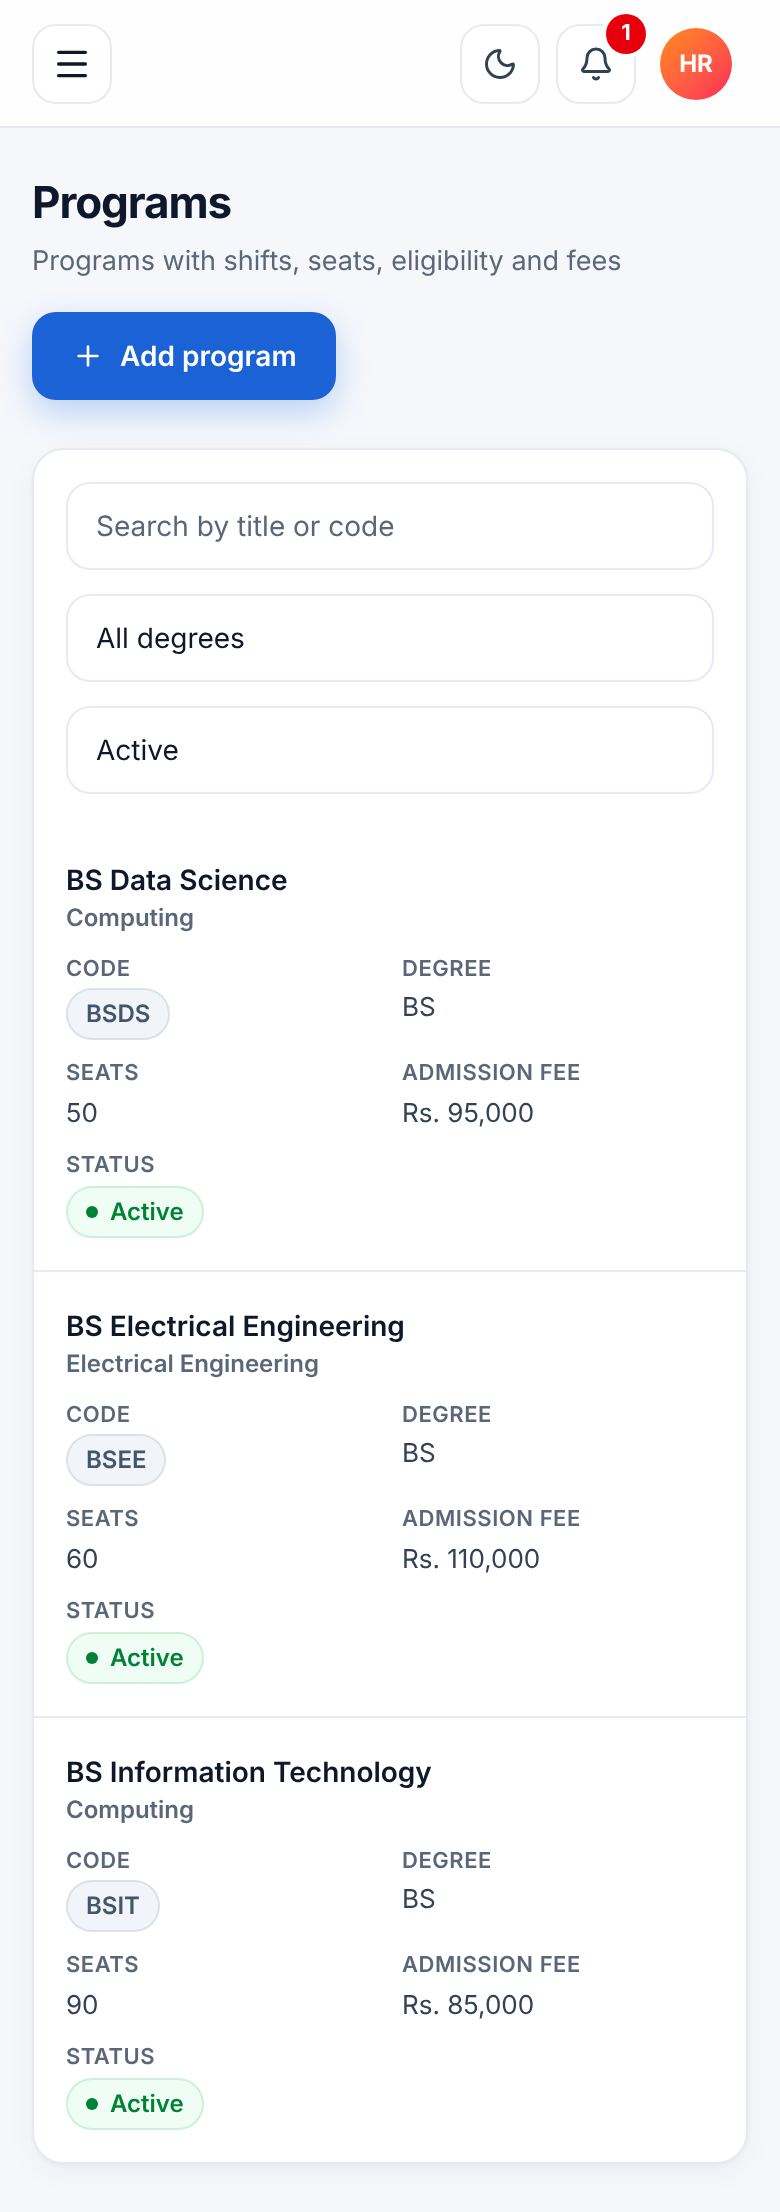 1
HR
Programs
Programs with shifts, seats, eligibility and fees
Add program
Search by title or code
All degrees
Active
BS Data Science
Computing
CODE DEGREE
BSDS BS
SEATS ADMISSION FEE
50 Rs. 95,000
STATUS
Active
BS Electrical Engineering
Electrical Engineering
CODE DEGREE
BSEE BS
SEATS ADMISSION FEE
60 Rs. 110,000
STATUS
Active
BS Information Technology
Computing
CODE DEGREE
BSIT BS
SEATS ADMISSION FEE
90 Rs. 85,000
STATUS
Active